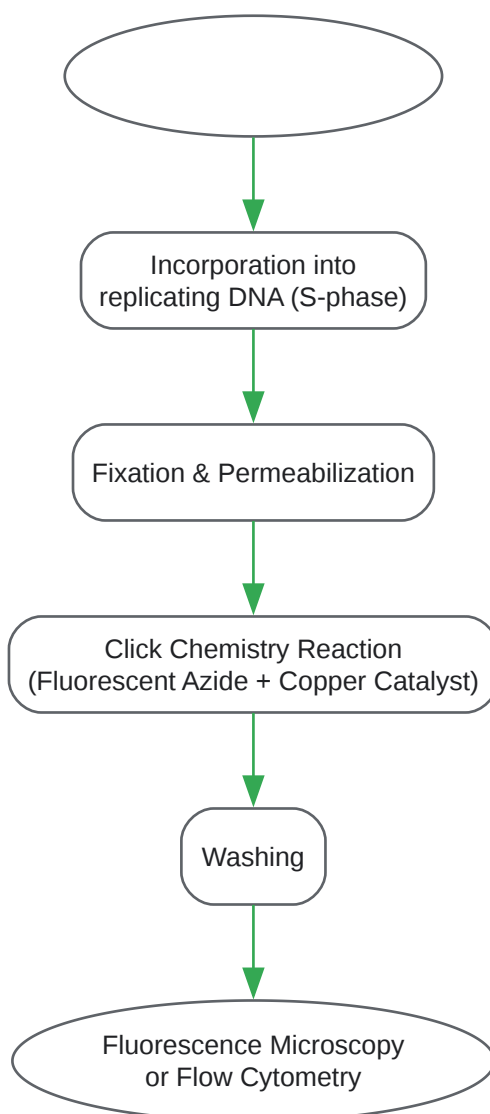 Incorporation into
replicating DNA (S-phase)
Fixation & Permeabilization
Click Chemistry Reaction
(Fluorescent Azide + Copper Catalyst)
Washing
Fluorescence Microscopy
or Flow Cytometry